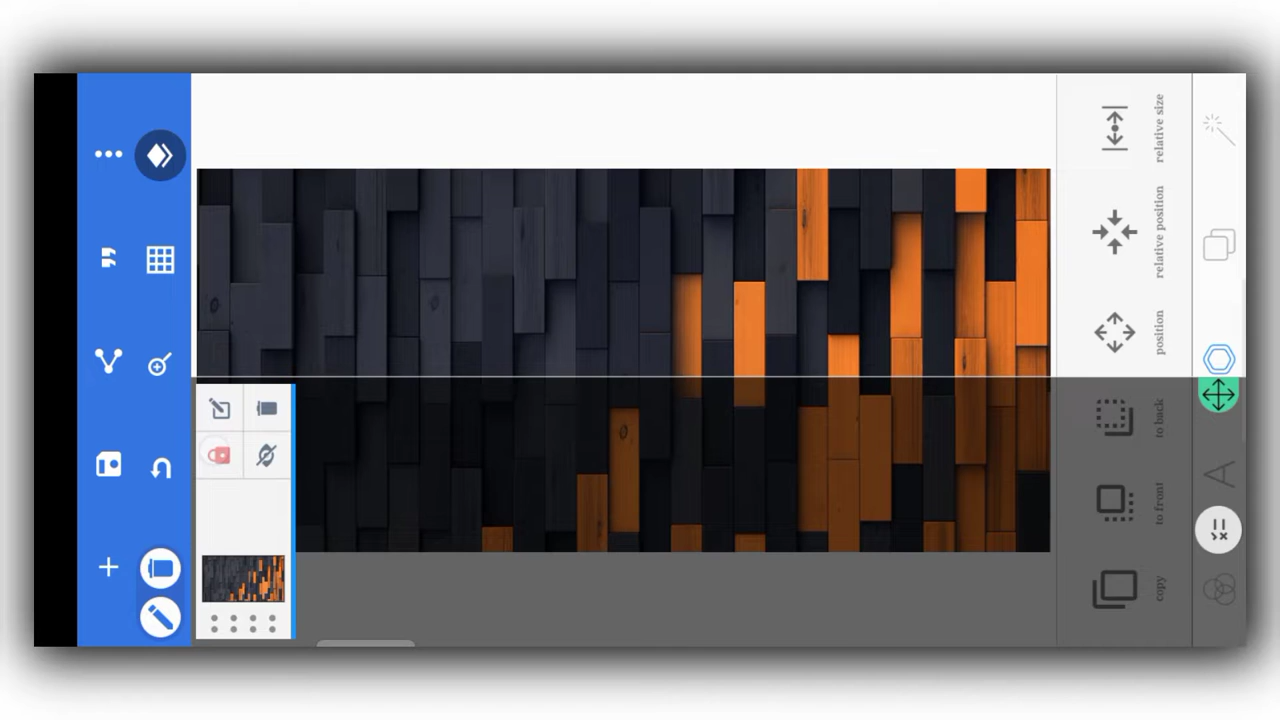 relative size
relative position
position
to back
to front
copy